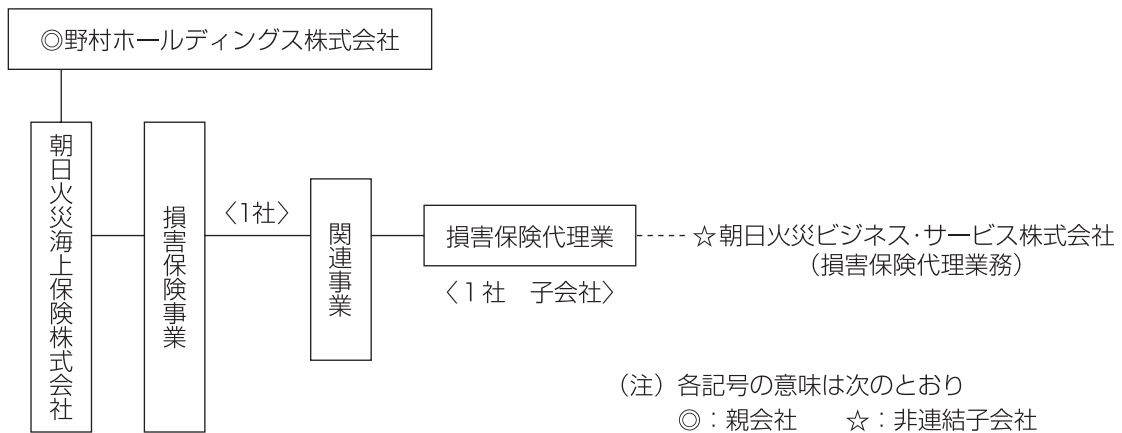 ◎野村ホールディングス株式会社
朝日火災海上保険株式会社
損害保険事業
〈1社〉
関連事業
損害保険代理業
〈1社　子会社〉
☆朝日火災ビジネス・サービス株式会社
（損害保険代理業務）
（注）各記号の意味は次のとおり
◎：親会社　　☆：非連結子会社